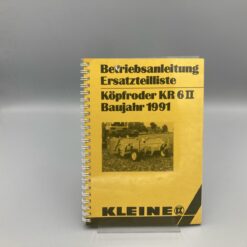 Betriebsanleitung
Ersatzteilliste
Köpfroder KR 6 II
Baujahr 1991
KLEINE